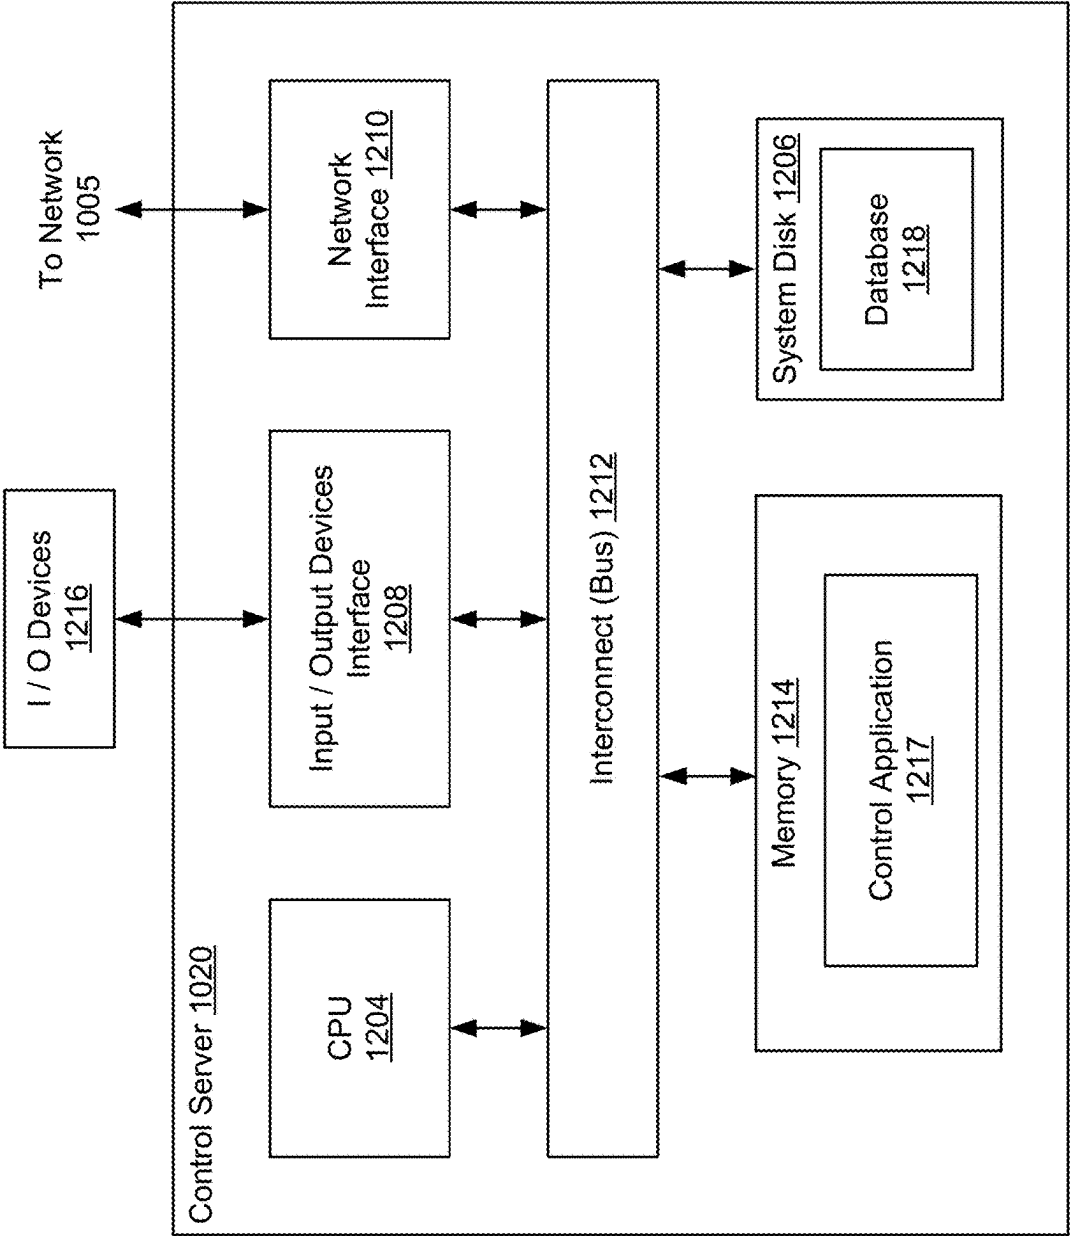 I / O Devices
1216
To Network
1005
Control Server 1020
CPU
1204
Input / Output Devices
Interface
1208
Network
Interface 1210
Interconnect (Bus) 1212
Memory 1214
Control Application
1217
System Disk 1206
Database
1218